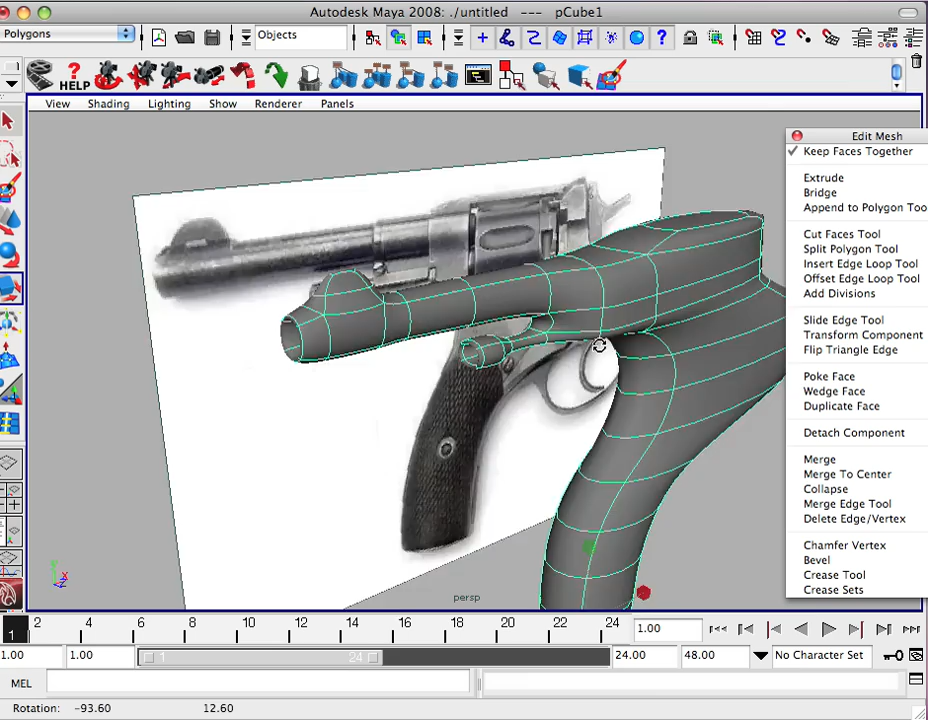 Autodesk Maya 2008: ./untitled --- pCube1
Polygons
Objects
?
HELP
View Shading Lighting Show Renderer Panels
Edit Mesh
Keep Faces Together
Extrude
Bridge
Append to Polygon Too
Cut Faces Tool
Split Polygon Tool
Insert Edge Loop Tool
Offset Edge Loop Tool
Add Divisions
Slide Edge Tool
Transform Component
Flip Triangle Edge
Poke Face
Wedge Face
Duplicate Face
Detach Component
Merge
Merge To Center
Collapse
Merge Edge Tool
Delete Edge/Vertex
Chamfer Vertex
Bevel
Crease Tool
Crease Sets
persp
1 2 4 6 8 10 12 14 16 18 20 22 24 1.00
1.00 1.00 1 24 24.00 48.00 No Character Set
MEL
Rotation: -93.60 12.60